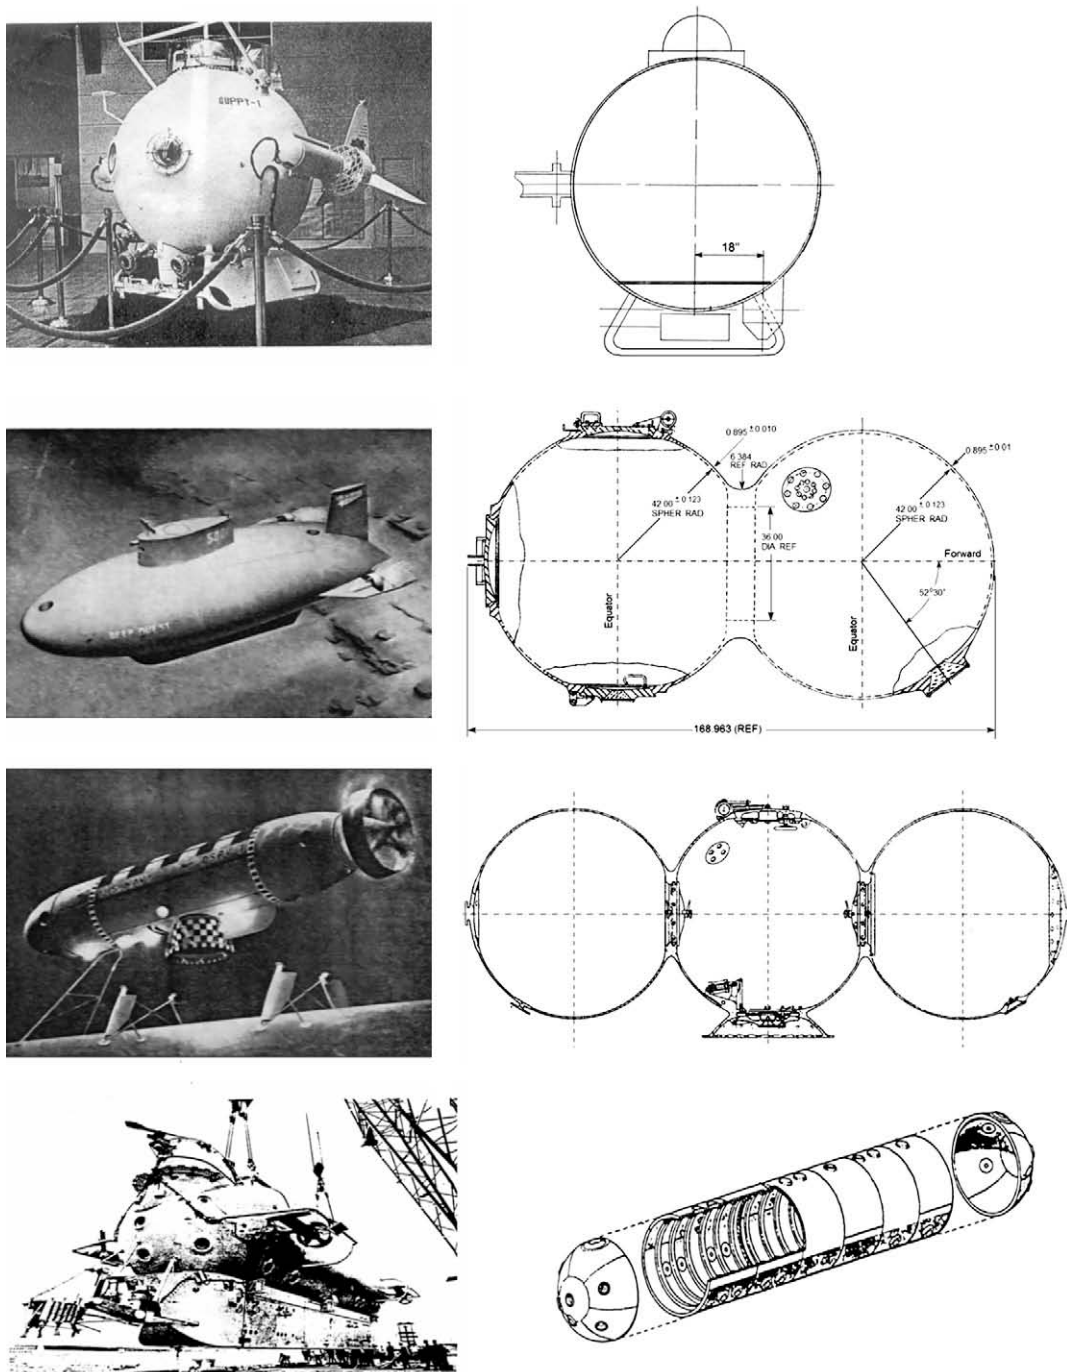 GUPPY-1
18"
0.895 ±0.010
0.895 ±0.01
6.384
REF RAD
42.00 ±0.123
SPHER RAD
42.00 ±0.123
SPHER RAD
36.00
DIA REF
Forward
52°30'
Equator
Equator
DEEP QUEST
168.963 (REF)